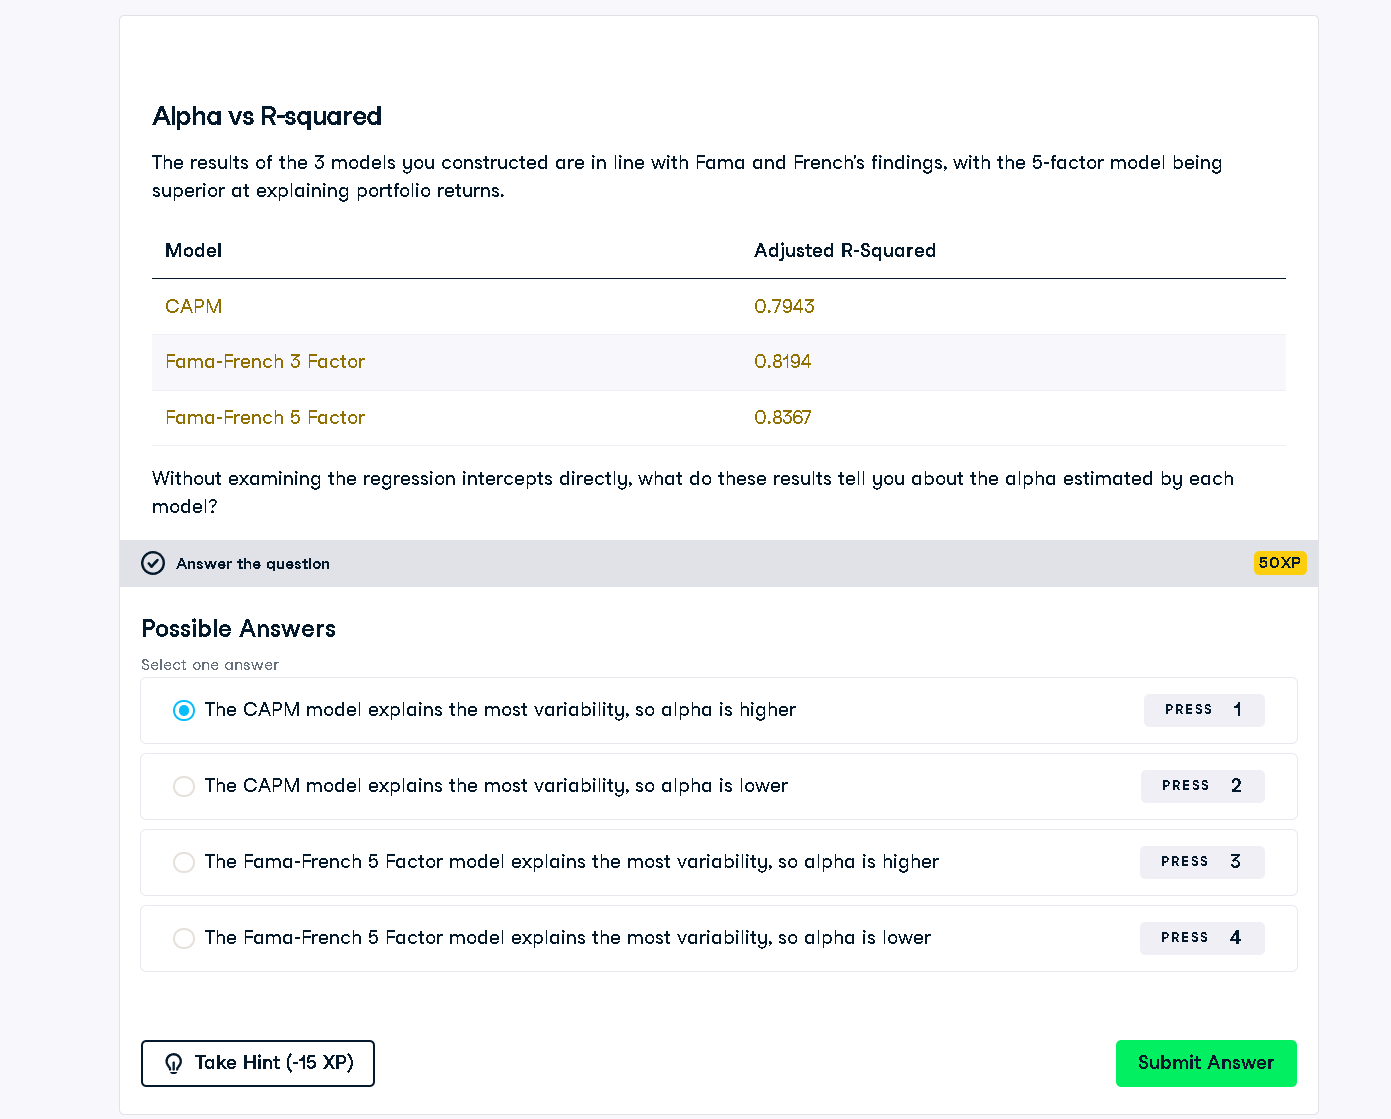 Alpha vs R-squared
The results of the 3 models you constructed are in line with Fama and French's findings, with the 5-factor model being
superior at explaining portfolio returns.
Model Adjusted R-Squared
CAPM 0.7943
Fama-French 3 Factor 0.8194
Fama-French 5 Factor 0.8367
Without examining the regression intercepts directly, what do these results tell you about the alpha estimated by each
model?
Answer the question 50XP
Possible Answers
Select one answer
The CAPM model explains the most variability, so alpha is higher PRESS 1
The CAPM model explains the most variability, so alpha is lower PRESS 2
The Fama-French 5 Factor model explains the most variability, so alpha is higher PRESS 3
The Fama-French 5 Factor model explains the most variability, so alpha is lower PRESS 4
Take Hint (-15 XP) Submit Answer